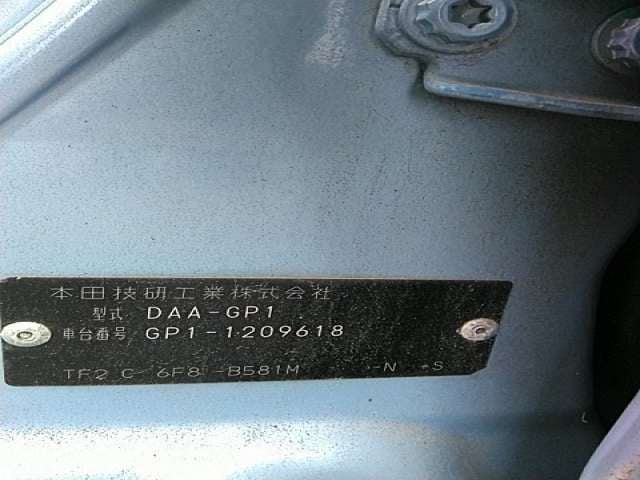 本田技研工業株式会社
型式 DAA-GP1
車台番号 GP1-1209618
TF2 C 6F8 -B581M -N -S